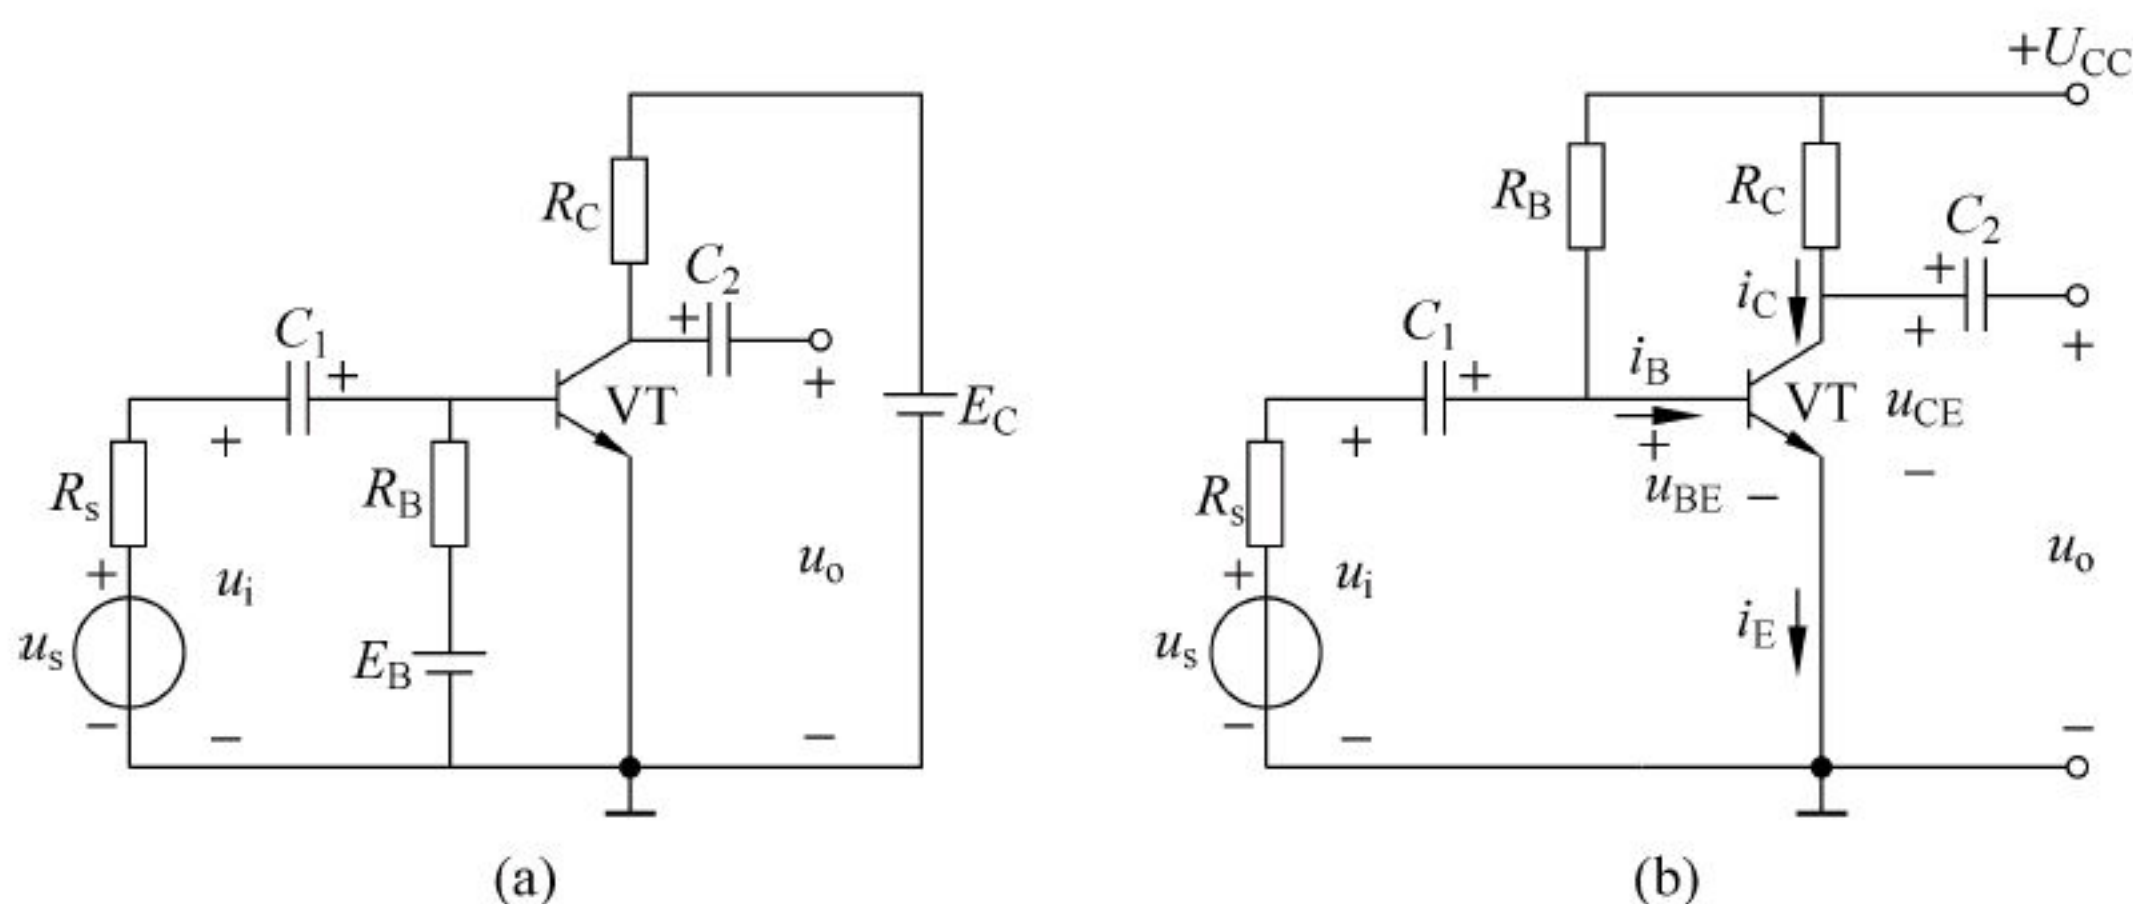 R_C
C_2
+
+
C_1
+
VT
E_C
+
R_s
R_B
+
u_i
u_o
u_s
E_B
−
−
−
(a)
+U_CC
R_B
R_C
C_2
+
i_C
+
+
C_1
+
i_B
VT
u_CE
+
+
u_BE
−
−
R_s
+
u_i
u_o
u_s
i_E
−
−
−
(b)